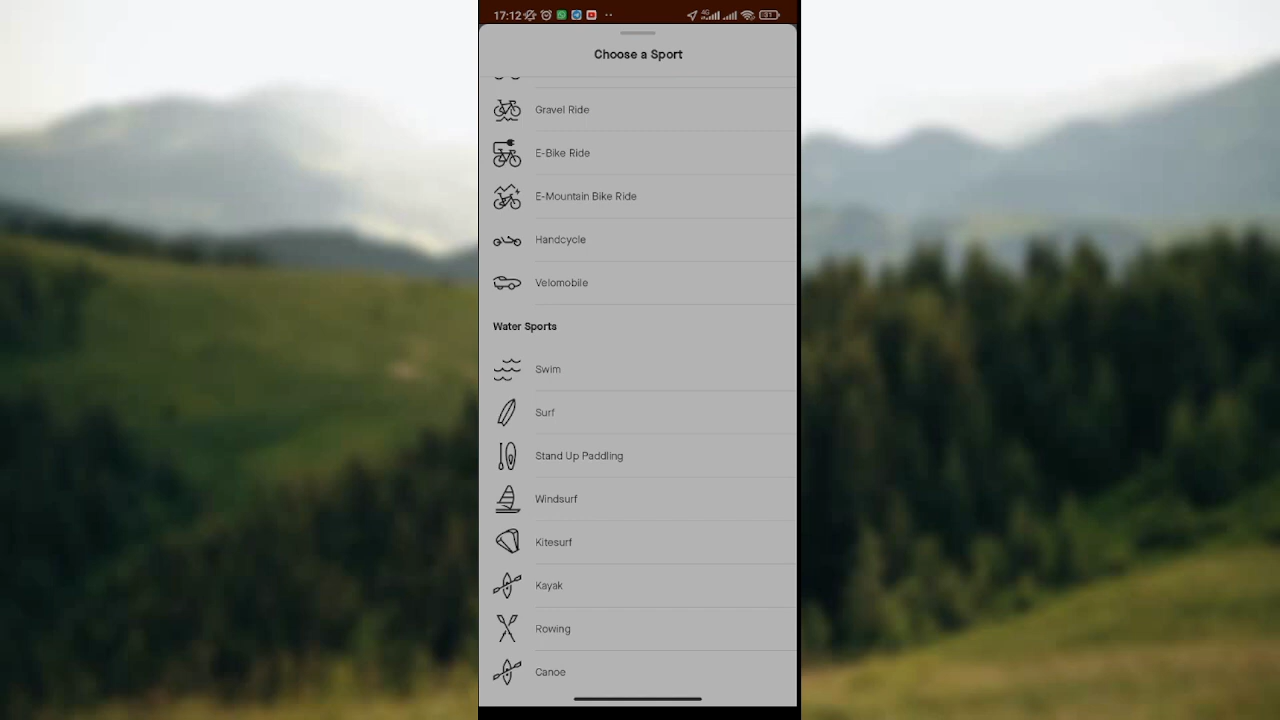 17:12
4G
Choose a Sport
Gravel Ride
E-Bike Ride
E-Mountain Bike Ride
Handcycle
Velomobile
Water Sports
Swim
Surf
Stand Up Paddling
Windsurf
Kitesurf
Kayak
Rowing
Canoe